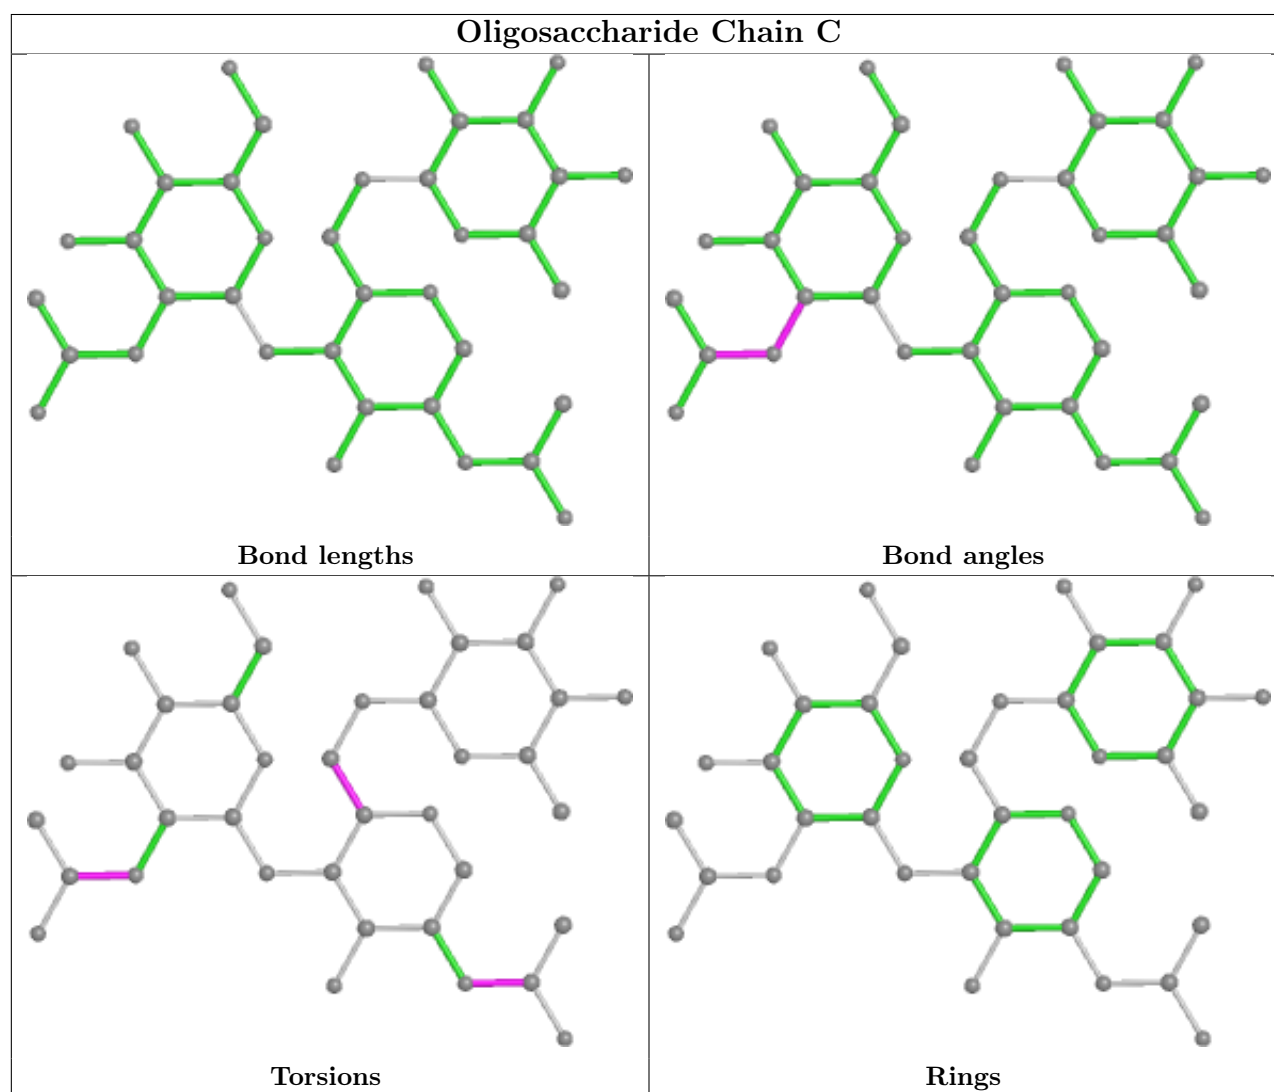 Oligosaccharide Chain C
Bond lengths
Bond angles
Torsions
Rings